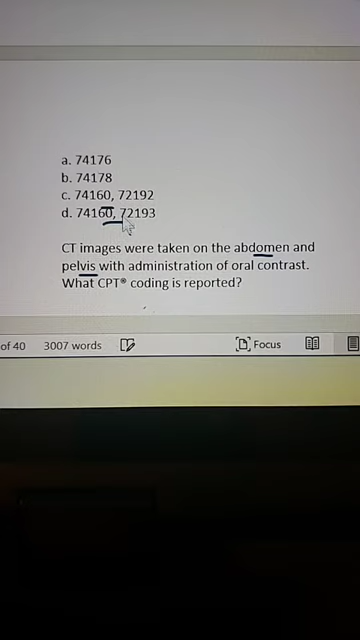 a. 74176
b. 74178
c. 74160, 72192
d. 74160, 72193
CT images were taken on the abdomen and
pelvis with administration of oral contrast.
What CPT® coding is reported?
of 40 3007 words Focus